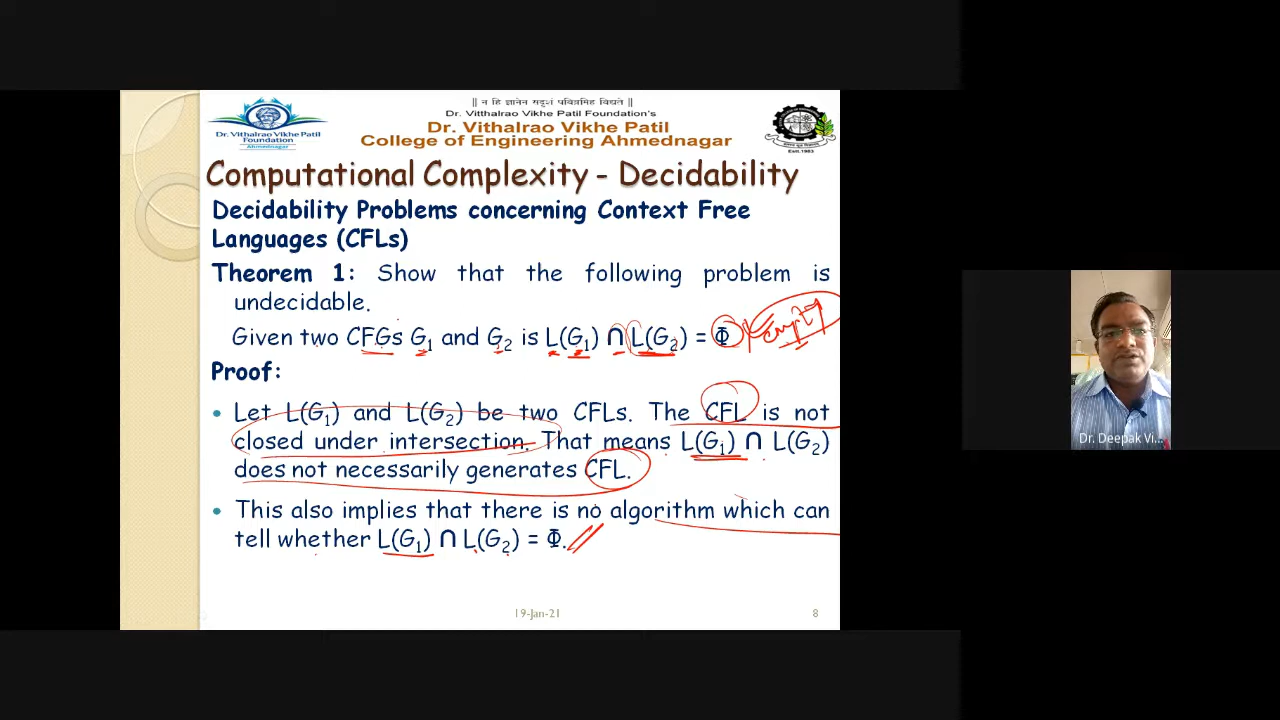 || न हि ज्ञानेन सदृशं पवित्रमिह विद्यते ||
Dr. Vitthalrao Vikhe Patil Foundation's
Dr. Vithalrao Vikhe Patil
College of Engineering Ahmednagar
Dr. Vithalrao Vikhe Patil
Foundation
Ahmednagar
Estd.1983
Computational Complexity - Decidability
Decidability Problems concerning Context Free
Languages (CFLs)
Theorem 1: Show that the following problem is
undecidable.
Given two CFGs G₁ and G₂ is L(G₁) ∩ L(G₂) = Φ
Empty
Proof:
• Let L(G₁) and L(G₂) be two CFLs. The CFL is not
closed under intersection. That means L(G₁) ∩ L(G₂)
does not necessarily generates CFL.
• This also implies that there is no algorithm which can
tell whether L(G₁) ∩ L(G₂) = Φ.
19-Jan-21
8
Dr. Deepak Vi...